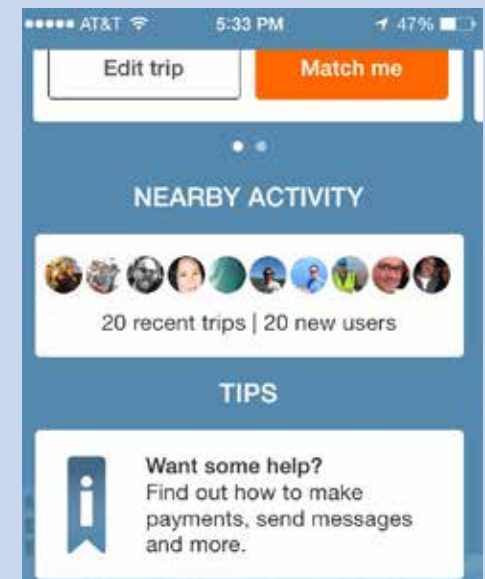 AT&T 5:33 PM 47%
Edit trip Match me
NEARBY ACTIVITY
20 recent trips | 20 new users
TIPS
i Want some help?
Find out how to make
payments, send messages
and more.